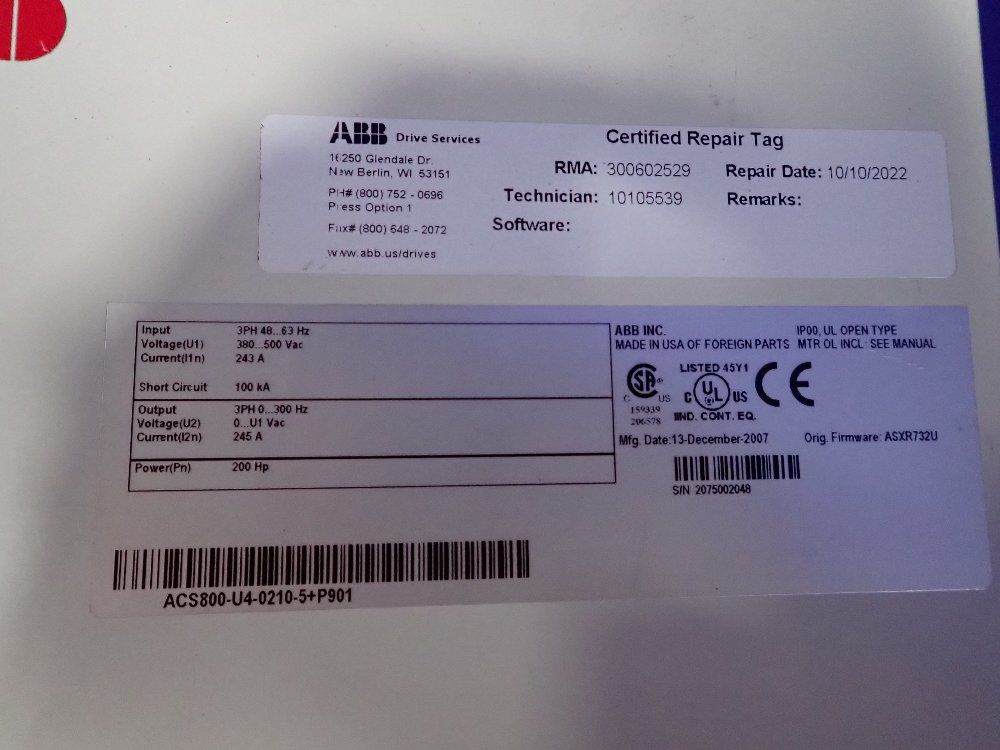 ABB Drive Services
16250 Glendale Dr.
New Berlin, WI 53151
PH# (800) 752 - 0696
Press Option 1
Fax# (800) 648 - 2072
www.abb.us/drives
Certified Repair Tag
RMA: 300602529 Repair Date: 10/10/2022
Technician: 10105539 Remarks:
Software:
Input 3PH 48...63 Hz
Voltage(U1) 380...500 Vac
Current(I1n) 243 A
Short Circuit 100 kA
Output 3PH 0...300 Hz
Voltage(U2) 0...U1 Vac
Current(I2n) 245 A
Power(Pn) 200 Hp
ABB INC. IP00, UL OPEN TYPE
MADE IN USA OF FOREIGN PARTS MTR OL INCL: SEE MANUAL
LISTED 45Y1
C SA US C UL US CE
159339
206578 IND. CONT. EQ.
Mfg. Date:13-December-2007 Orig. Firmware: ASXR732U
S/N 2075002048
ACS800-U4-0210-5+P901